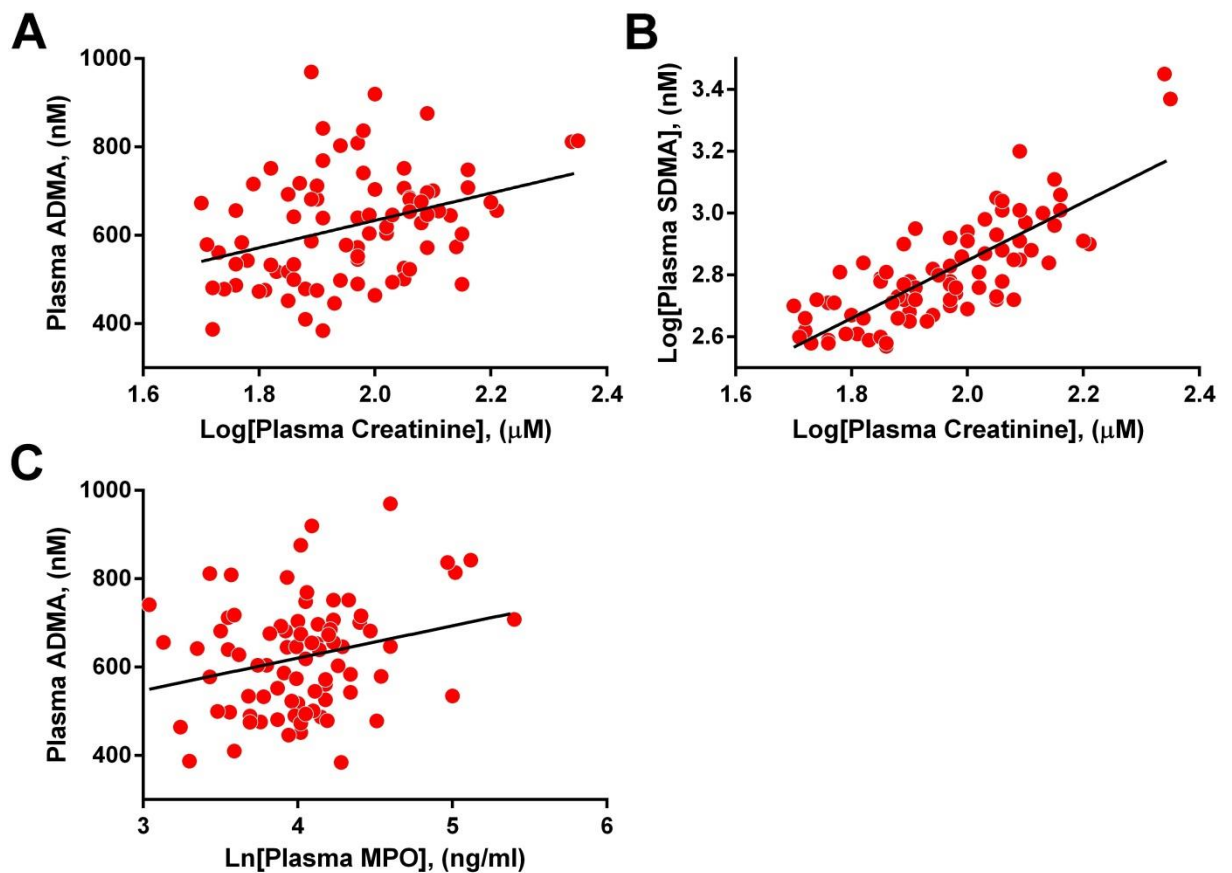 A
Plasma ADMA, (nM)
1000
800
600
400
1.6 1.8 2.0 2.2 2.4
Log[Plasma Creatinine], (μM)
B
Log[Plasma SDMA], (nM)
3.4
3.2
3.0
2.8
2.6
1.6 1.8 2.0 2.2 2.4
Log[Plasma Creatinine], (μM)
C
Plasma ADMA, (nM)
1000
800
600
400
3 4 5 6
Ln[Plasma MPO], (ng/ml)